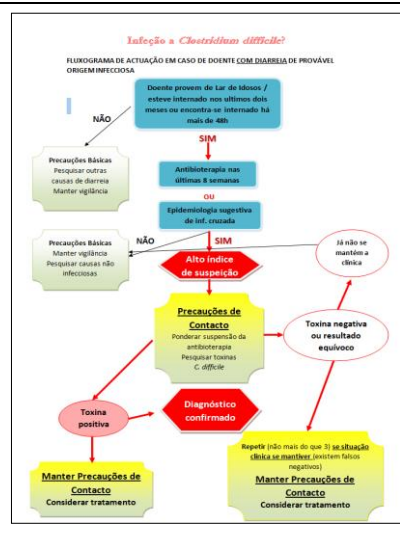 Infeção a Clostridium difficile?
FLUXOGRAMA DE ACTUAÇÃO EM CASO DE DOENTE COM DIARREIA DE PROVÁVEL
ORIGEM INFECCIOSA
Doente provem de Lar de Idosos /
esteve internado nos ultimos dois
meses ou encontra-se internado há
mais de 48h
NÃO
SIM
Precauções Básicas
Pesquisar outras
causas de diarreia
Manter vigilância
Antibioterapia nas
últimas 8 semanas
OU
Epidemiologia sugestiva
de Inf. cruzada
NÃO
SIM
Precauções Básicas
Manter vigilância
Pesquisar causas não
infecciosas
Já não se
mantém a
clínica
Alto índice
de suspeição
Precauções de
Contacto
Ponderar suspensão da
antibioterapia
Pesquisar toxinas
C. difficile
Toxina negativa
ou resultado
equívoco
Toxina
positiva
Diagnóstico
confirmado
Repetir (não mais do que 3) se situação
clínica se mantiver (existem falsos
negativos)
Manter Precauções de
Contacto
Considerar tratamento
Manter Precauções de
Contacto
Considerar tratamento